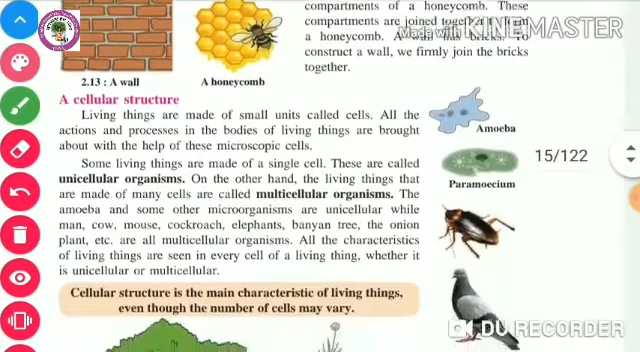 compartments of a honeycomb. These
compartments are joined together to form
a honeycomb. A wall has bricks. To
construct a wall, we firmly join the bricks
together.
Made with KINEMASTER
2.13 : A wall
A honeycomb
A cellular structure
Living things are made of small units called cells. All the
actions and processes in the bodies of living things are brought
about with the help of these microscopic cells.
Some living things are made of a single cell. These are called
unicellular organisms. On the other hand, the living things that
are made of many cells are called multicellular organisms. The
amoeba and some other microorganisms are unicellular while
man, cow, mouse, cockroach, elephants, banyan tree, the onion
plant, etc. are all multicellular organisms. All the characteristics
of living things are seen in every cell of a living thing, whether it
is unicellular or multicellular.
Amoeba
Paramoecium
15/122
Cellular structure is the main characteristic of living things,
even though the number of cells may vary.
DU RECORDER